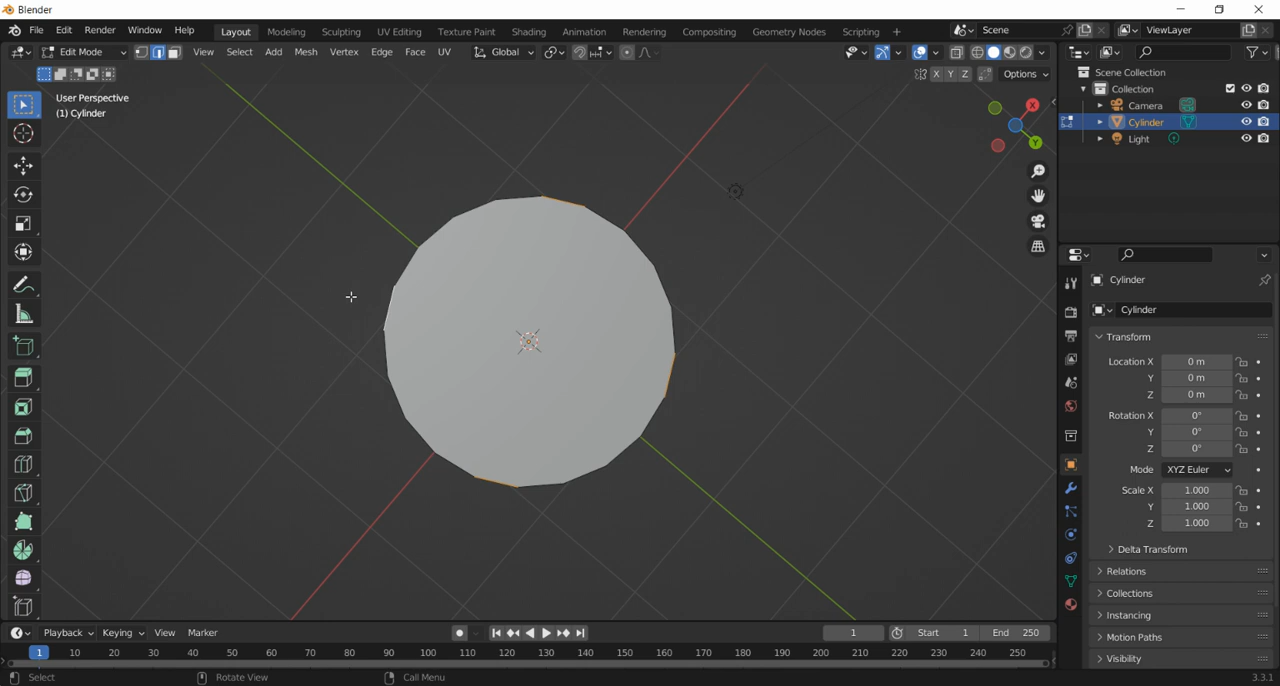 Blender
File Edit Render Window Help Layout Modeling Sculpting UV Editing Texture Paint Shading Animation Rendering Compositing Geometry Nodes Scripting + Scene ViewLayer
Edit Mode View Select Add Mesh Vertex Edge Face UV Global
X Y Z Options
User Perspective
(1) Cylinder
X
Y
Scene Collection
Collection
Camera
Cylinder
Light
Cylinder
Cylinder
Transform
Location X 0 m
Y 0 m
Z 0 m
Rotation X 0°
Y 0°
Z 0°
Mode XYZ Euler
Scale X 1.000
Y 1.000
Z 1.000
Delta Transform
Relations
Collections
Instancing
Motion Paths
Visibility
Playback Keying View Marker 1 Start 1 End 250
1 10 20 30 40 50 60 70 80 90 100 110 120 130 140 150 160 170 180 190 200 210 220 230 240 250
Select Rotate View Call Menu 3.3.1